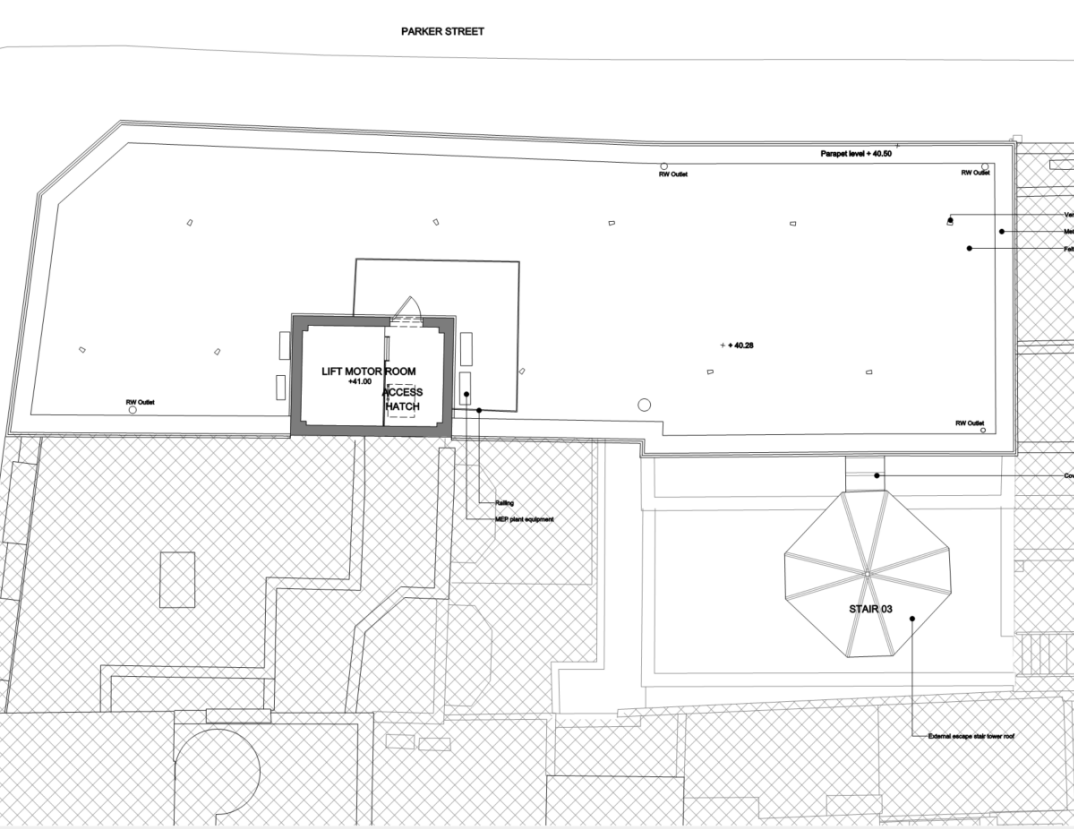 PARKER STREET
Parapet level + 40.50
RW Outlet
RW Outlet
+ 40.28
LIFT MOTOR ROOM
+41.00
ACCESS
HATCH
RW Outlet
RW Outlet
Railing
MEP plant equipment
STAIR 03
External escape stair tower roof